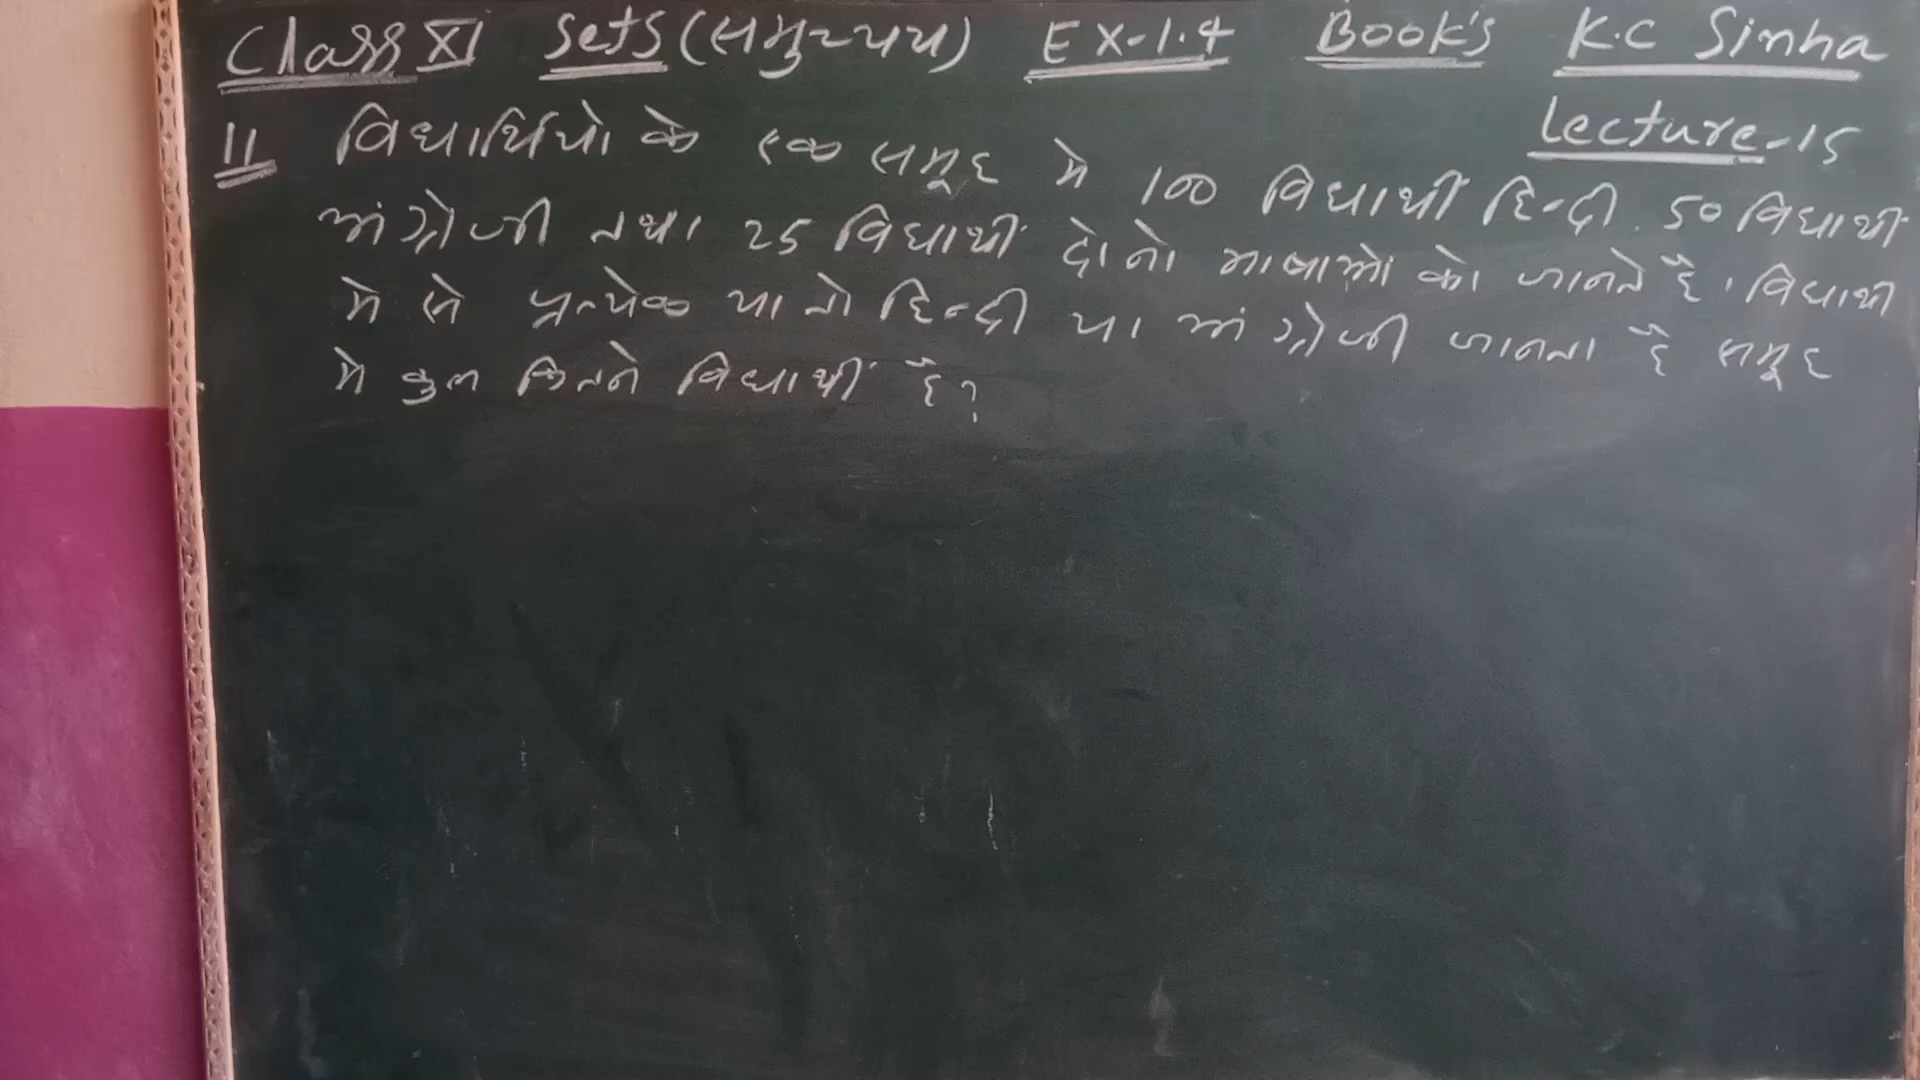 Class XI Sets (समुच्चय) EX-1.4 Book's K.C Sinha
Lecture-15
11 विधार्थियो के एक समूह मे 100 विधार्थी हिन्दी. 50 विधार्थी
अंग्रेजी तथा 25 विधार्थी दोनो भाषाओ को जानते है। विधार्थी
मे से प्रत्येक या तो हिन्दी या अंग्रेजी जानता है समूह
मे कुल कितने विधार्थी है?